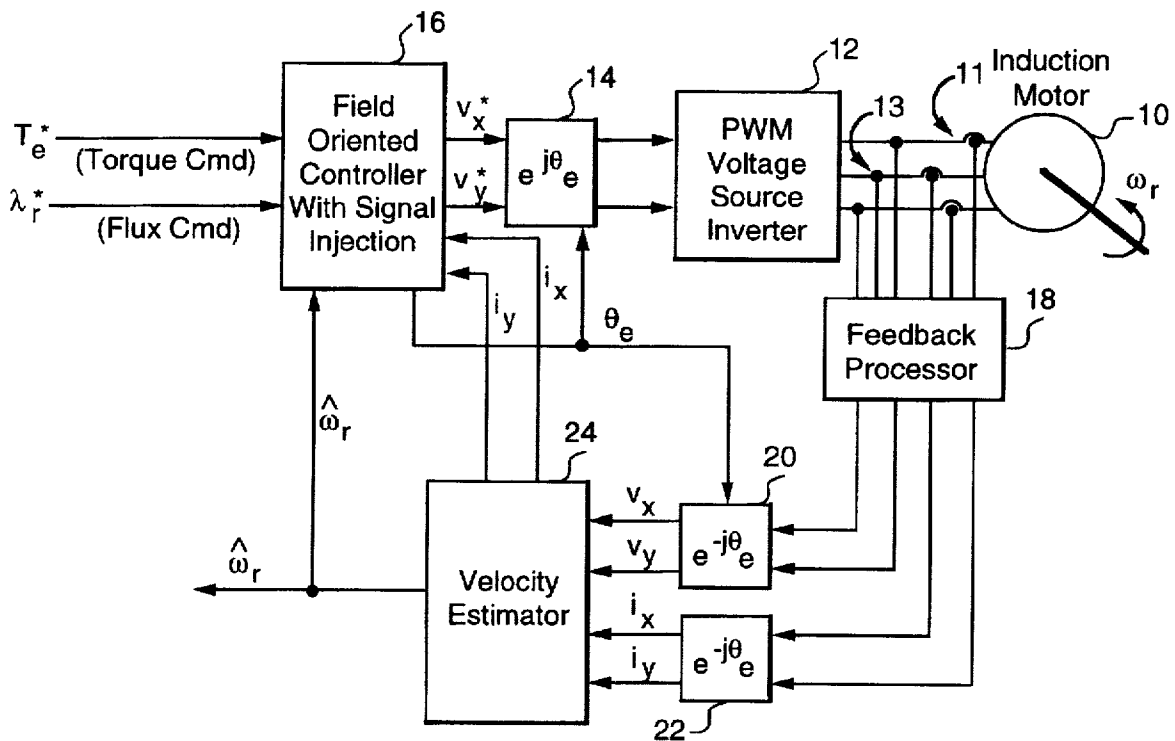 16
Field
Oriented
Controller
With Signal
Injection
T_e^*
(Torque Cmd)
λ_r^*
(Flux Cmd)
v_x^*
v_y^*
14
e^{jθ_e}
12
PWM
Voltage
Source
Inverter
13
11
Induction
Motor
10
ω_r
i_y
i_x
θ_e
18
Feedback
Processor
ω̂_r
24
20
v_x
v_y
e^{-jθ_e}
ω̂_r
Velocity
Estimator
i_x
i_y
e^{-jθ_e}
22